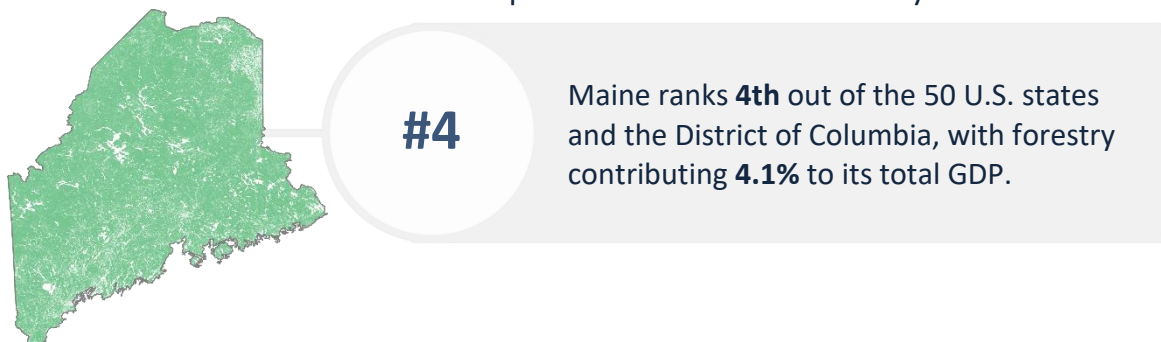 #4
Maine ranks 4th out of the 50 U.S. states
and the District of Columbia, with forestry
contributing 4.1% to its total GDP.